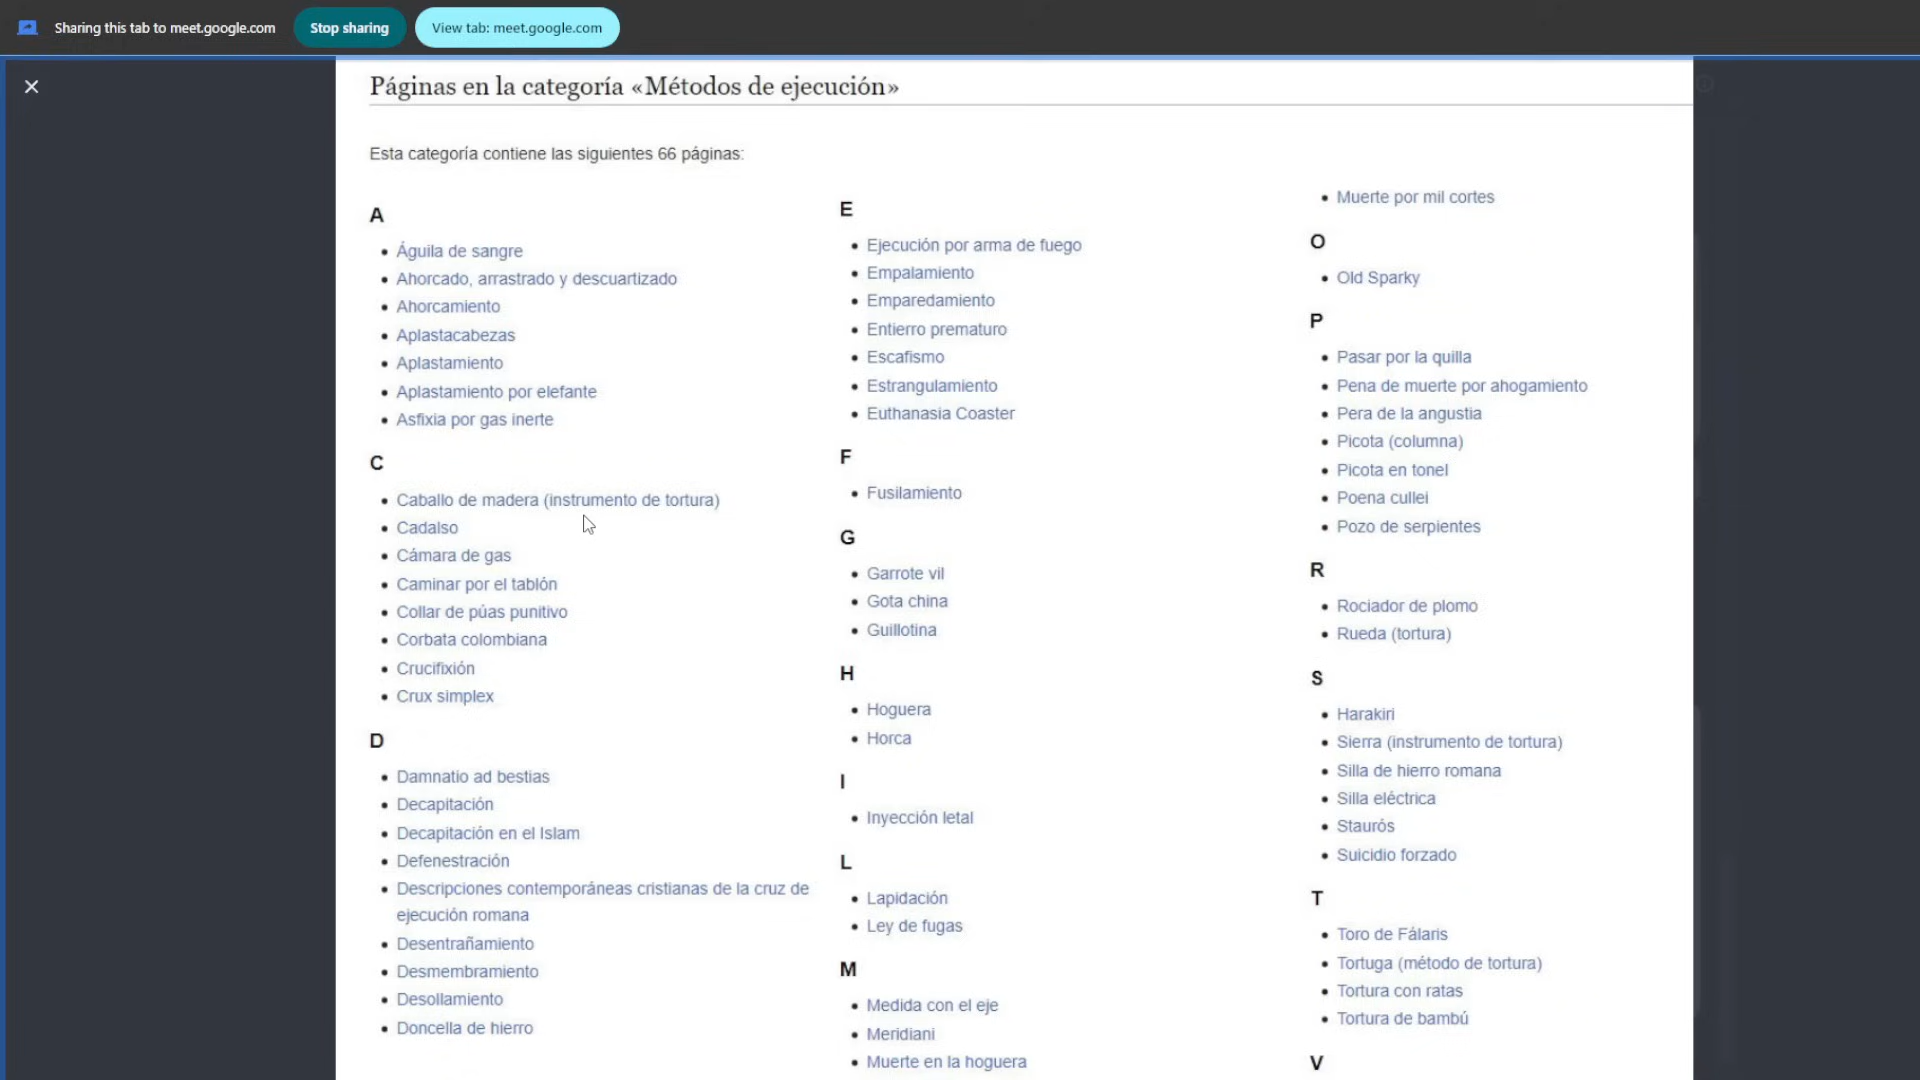 Sharing this tab to meet.google.com
Stop sharing
View tab: meet.google.com
Páginas en la categoría «Métodos de ejecución»
Esta categoría contiene las siguientes 66 páginas:
A
Águila de sangre
Ahorcado, arrastrado y descuartizado
Ahorcamiento
Aplastacabezas
Aplastamiento
Aplastamiento por elefante
Asfixia por gas inerte
C
Caballo de madera (instrumento de tortura)
Cadalso
Cámara de gas
Caminar por el tablón
Collar de púas punitivo
Corbata colombiana
Crucifixión
Crux simplex
D
Damnatio ad bestias
Decapitación
Decapitación en el Islam
Defenestración
Descripciones contemporáneas cristianas de la cruz de
ejecución romana
Desentrañamiento
Desmembramiento
Desollamiento
Doncella de hierro
E
Ejecución por arma de fuego
Empalamiento
Emparedamiento
Entierro prematuro
Escafismo
Estrangulamiento
Euthanasia Coaster
F
Fusilamiento
G
Garrote vil
Gota china
Guillotina
H
Hoguera
Horca
I
Inyección letal
L
Lapidación
Ley de fugas
M
Medida con el eje
Meridiani
Muerte en la hoguera
Muerte por mil cortes
O
Old Sparky
P
Pasar por la quilla
Pena de muerte por ahogamiento
Pera de la angustia
Picota (columna)
Picota en tonel
Poena cullei
Pozo de serpientes
R
Rociador de plomo
Rueda (tortura)
S
Harakiri
Sierra (instrumento de tortura)
Silla de hierro romana
Silla eléctrica
Staurós
Suicidio forzado
T
Toro de Fálaris
Tortuga (método de tortura)
Tortura con ratas
Tortura de bambú
V